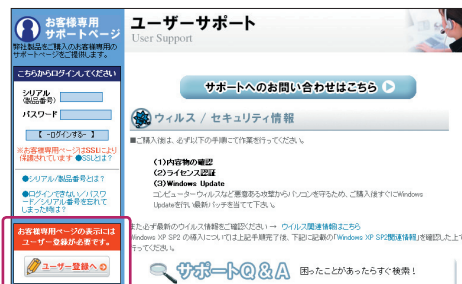 お客様専用
サポートページ
弊社製品をご購入のお客様専用の
サポートページをご提供します。
こちらからログインしてください
シリアル
(製品番号)
パスワード
【 -ログインする- 】
※お客様専用ページはSSLにより
保護されています ●SSLとは?
●シリアル/製品番号とは?
●ログインできない/パスワ
ード/シリアル番号を忘れて
しまった時は?
お客様専用ページの表示には
ユーザー登録が必要です。
ユーザー登録へ
ユーザーサポート
User Support
サポートへのお問い合わせはこちら
ウィルス / セキュリティ情報
■ご購入後は、必ず以下の手順にて作業を行ってください。
(1)内容物の確認
(2)ライセンス認証
(3)Windows Update
コンピューターウィルスなど悪意ある攻撃からパソコンを守るため、ご購入後すぐにWindows
Updateを行い最新パッチを当てて下さい。
また必ず最新のウイルス情報をご確認ください → ウイルス関連情報はこちら
Windows XP SP2 の導入については上記手順完了後、下記に記載の「Windows XP SP2関連情報」を確認した上で
行ってください。
サポートQ&A 困ったことがあったらすぐ検索!